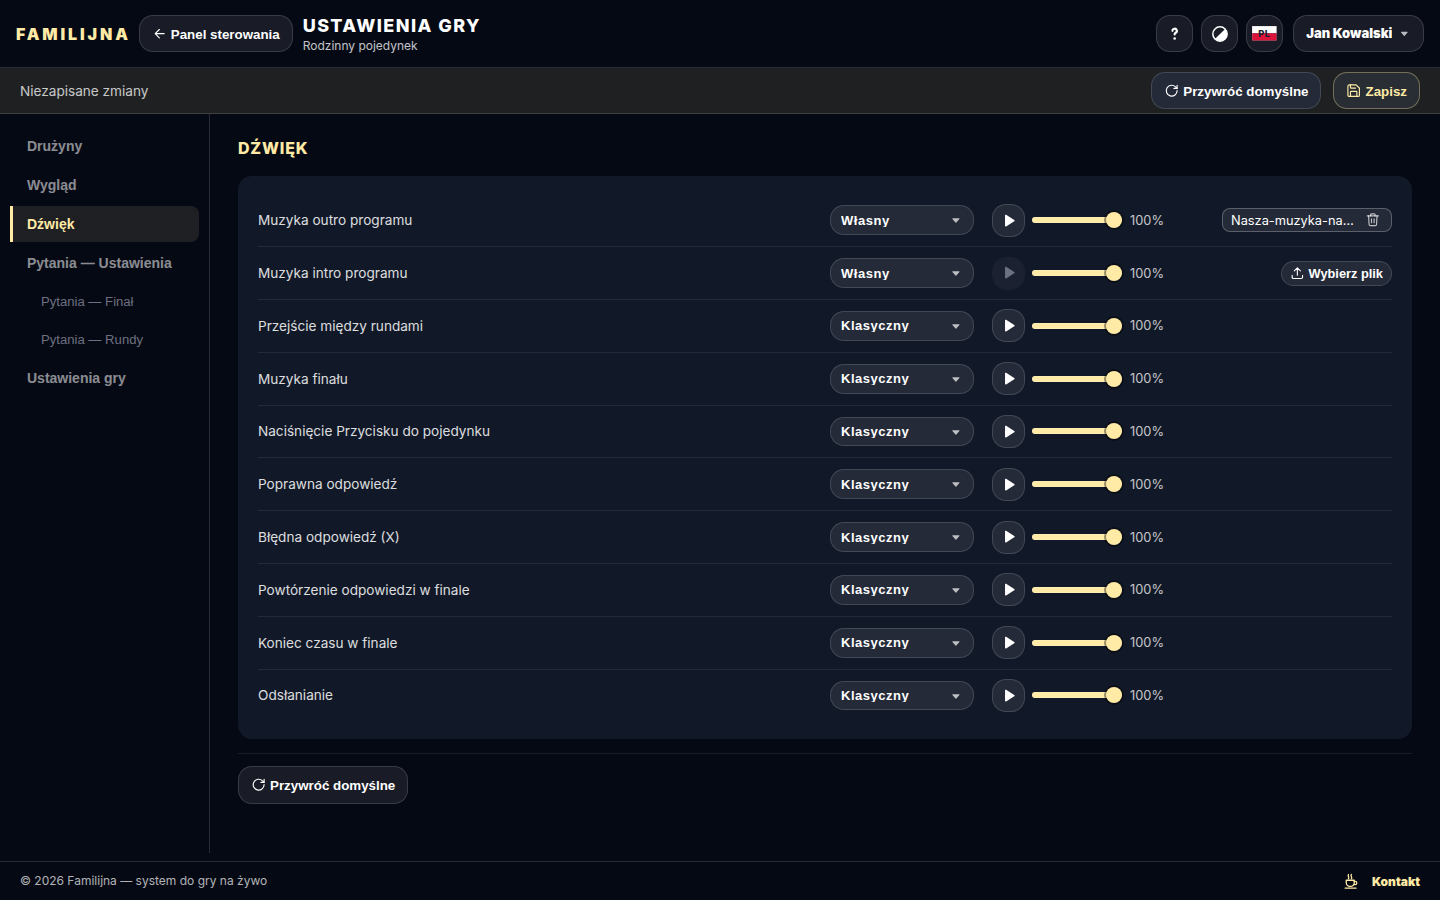 FAMILIJNA
Panel sterowania
USTAWIENIA GRY
Rodzinny pojedynek
?
PL
Jan Kowalski
Niezapisane zmiany
Przywróć domyślne
Zapisz
Drużyny
Wygląd
Dźwięk
Pytania — Ustawienia
Pytania — Finał
Pytania — Rundy
Ustawienia gry
DŹWIĘK
Muzyka outro programu Własny 100% Nasza-muzyka-na...
Muzyka intro programu Własny 100% Wybierz plik
Przejście między rundami Klasyczny 100%
Muzyka finału Klasyczny 100%
Naciśnięcie Przycisku do pojedynku Klasyczny 100%
Poprawna odpowiedź Klasyczny 100%
Błędna odpowiedź (X) Klasyczny 100%
Powtórzenie odpowiedzi w finale Klasyczny 100%
Koniec czasu w finale Klasyczny 100%
Odsłanianie Klasyczny 100%
Przywróć domyślne
© 2026 Familijna — system do gry na żywo
Kontakt